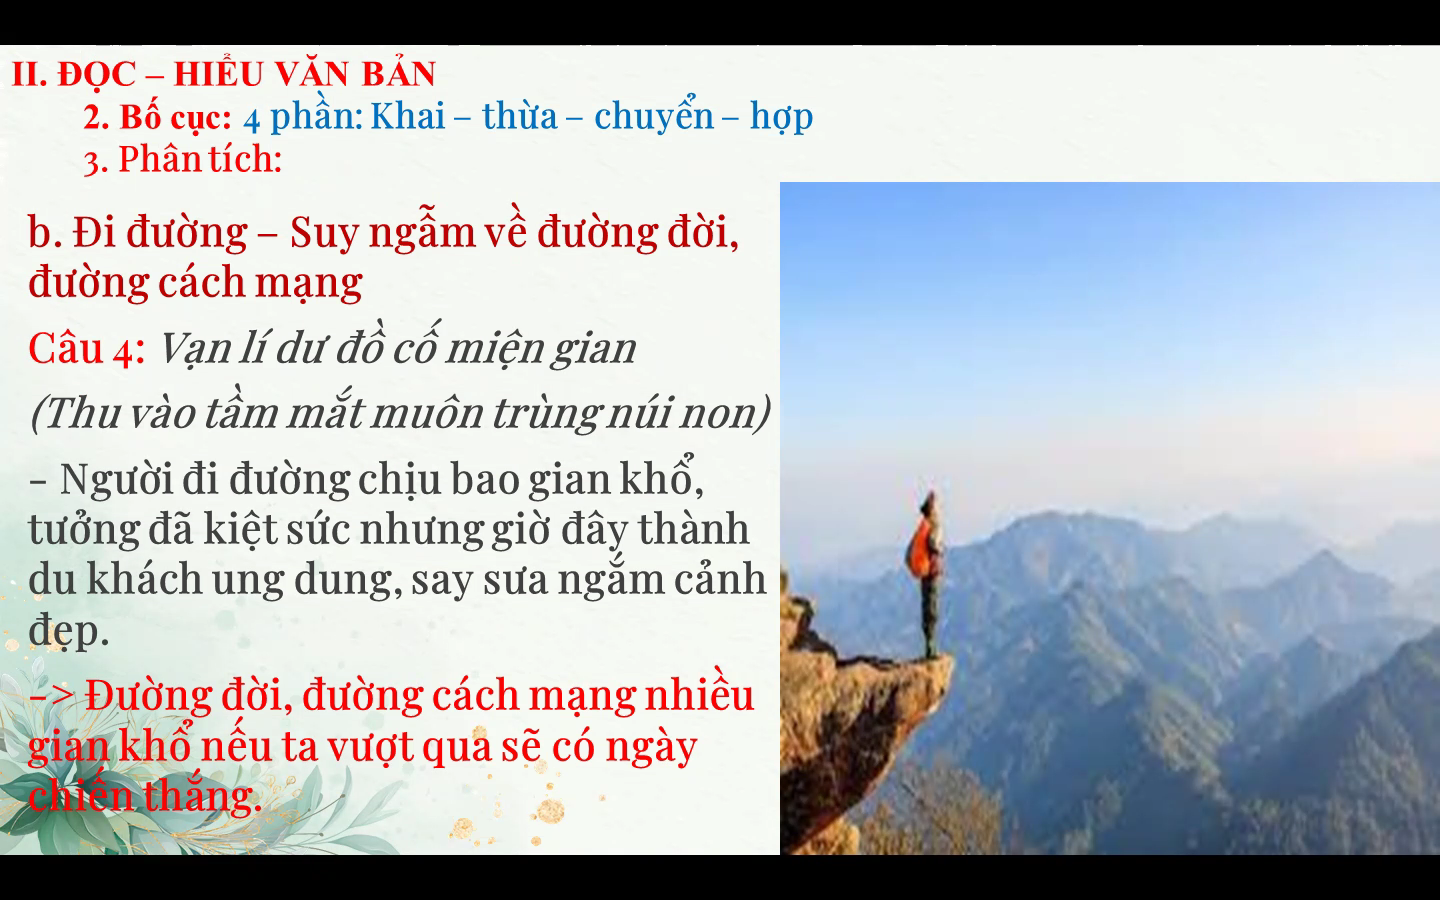 II. ĐỌC – HIỂU VĂN BẢN
2. Bố cục: 4 phần: Khai – thừa – chuyển – hợp
3. Phân tích:
b. Đi đường – Suy ngẫm về đường đời,
đường cách mạng
Câu 4: Vạn lí dư đồ cố miện gian
(Thu vào tầm mắt muôn trùng núi non)
- Người đi đường chịu bao gian khổ,
tưởng đã kiệt sức nhưng giờ đây thành
du khách ung dung, say sưa ngắm cảnh
đẹp.
-> Đường đời, đường cách mạng nhiều
gian khổ nếu ta vượt qua sẽ có ngày
chiến thắng.